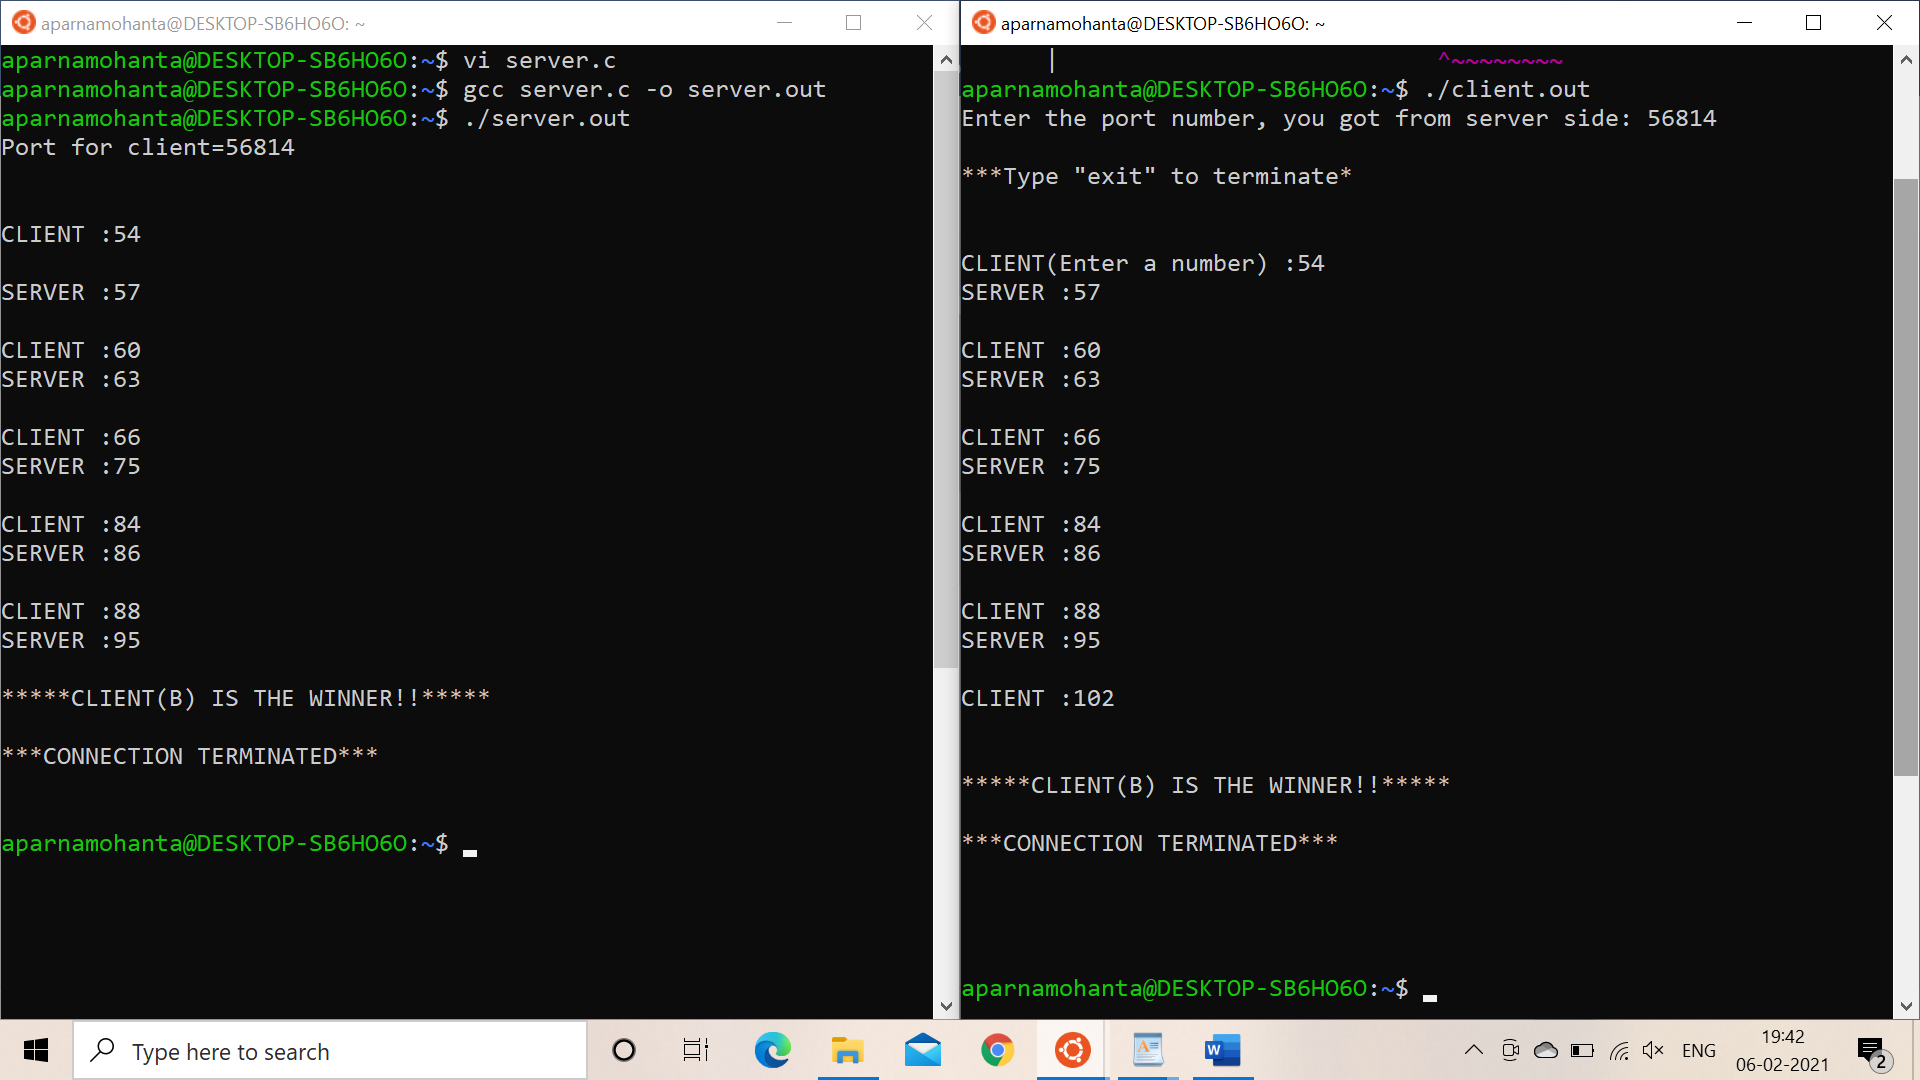 aparnamohanta@DESKTOP-SB6HO6O: ~
aparnamohanta@DESKTOP-SB6HO6O:~$ vi server.c
aparnamohanta@DESKTOP-SB6HO6O:~$ gcc server.c -o server.out
aparnamohanta@DESKTOP-SB6HO6O:~$ ./server.out
Port for client=56814
CLIENT :54
SERVER :57
CLIENT :60
SERVER :63
CLIENT :66
SERVER :75
CLIENT :84
SERVER :86
CLIENT :88
SERVER :95
*****CLIENT(B) IS THE WINNER!!*****
***CONNECTION TERMINATED***
aparnamohanta@DESKTOP-SB6HO6O:~$
aparnamohanta@DESKTOP-SB6HO6O: ~
| ^~~~~~~~~
aparnamohanta@DESKTOP-SB6HO6O:~$ ./client.out
Enter the port number, you got from server side: 56814
***Type "exit" to terminate*
CLIENT(Enter a number) :54
SERVER :57
CLIENT :60
SERVER :63
CLIENT :66
SERVER :75
CLIENT :84
SERVER :86
CLIENT :88
SERVER :95
CLIENT :102
*****CLIENT(B) IS THE WINNER!!*****
***CONNECTION TERMINATED***
aparnamohanta@DESKTOP-SB6HO6O:~$
Type here to search
W
ENG
19:42
06-02-2021
2